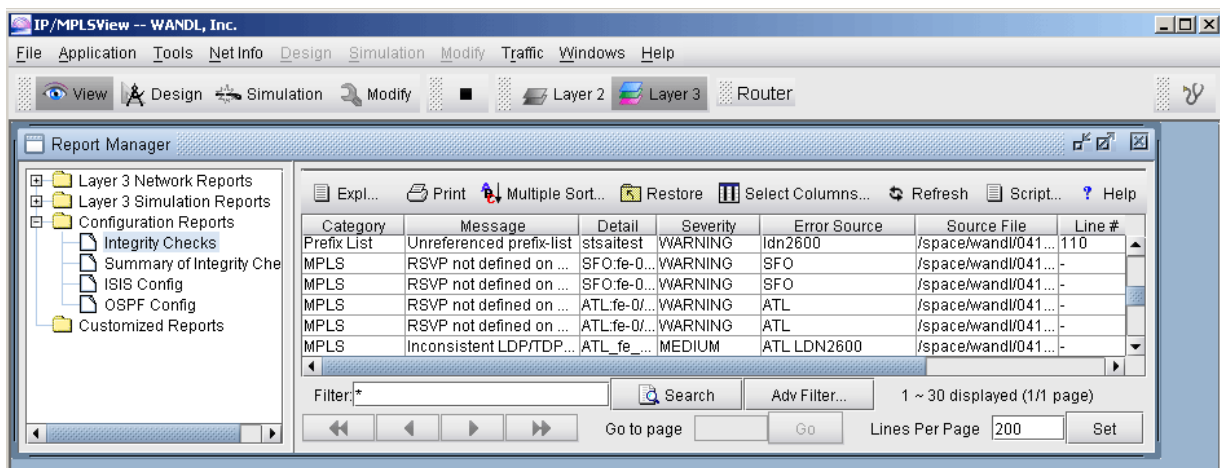 IP/MPLSView -- WANDL, Inc.
File Application Tools Net Info Design Simulation Modify Traffic Windows Help
View Design Simulation Modify Layer 2 Layer 3 Router
Report Manager
Layer 3 Network Reports
Layer 3 Simulation Reports
Configuration Reports
Integrity Checks
Summary of Integrity Che
ISIS Config
OSPF Config
Customized Reports
Expl... Print Multiple Sort... Restore Select Columns... Refresh Script... ? Help
Category Message Detail Severity Error Source Source File Line #
Prefix List Unreferenced prefix-list stsaitest WARNING ldn2600 /space/wandl/041... 110
MPLS RSVP not defined on ... SFO:fe-0... WARNING SFO /space/wandl/041... -
MPLS RSVP not defined on ... SFO:fe-0... WARNING SFO /space/wandl/041... -
MPLS RSVP not defined on ... ATL:fe-0/... WARNING ATL /space/wandl/041... -
MPLS RSVP not defined on ... ATL:fe-0/... WARNING ATL /space/wandl/041... -
MPLS Inconsistent LDP/TDP... ATL_fe_... MEDIUM ATL LDN2600 /space/wandl/041... -
Filter: * Search Adv Filter... 1 ~ 30 displayed (1/1 page)
Go to page Go Lines Per Page 200 Set